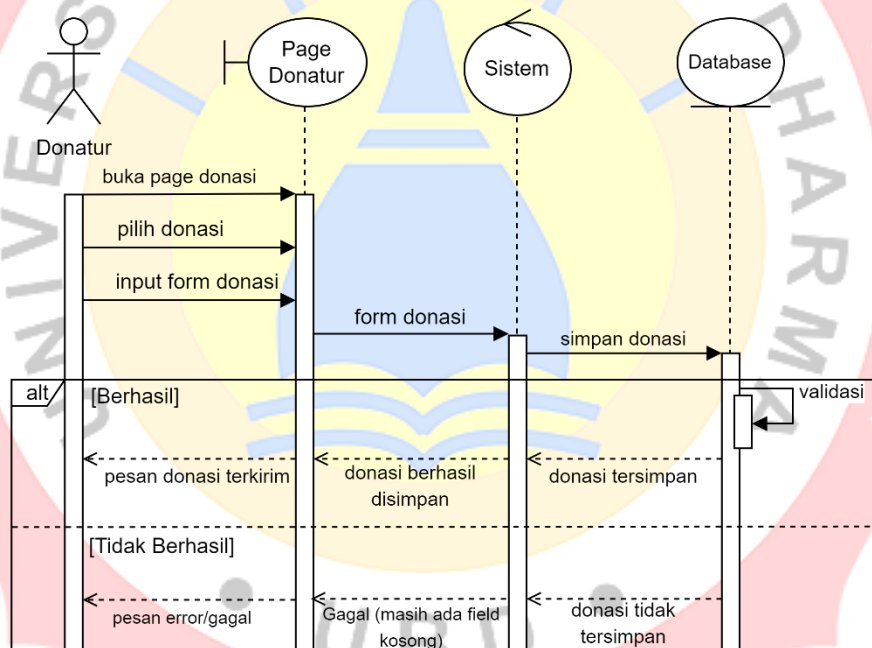 Page
Donatur
Sistem
Database
Donatur
buka page donasi
pilih donasi
input form donasi
form donasi
simpan donasi
alt
[Berhasil]
validasi
pesan donasi terkirim
donasi berhasil
disimpan
donasi tersimpan
[Tidak Berhasil]
pesan error/gagal
Gagal (masih ada field
kosong)
donasi tidak
tersimpan
UNIVERS
DHARMA